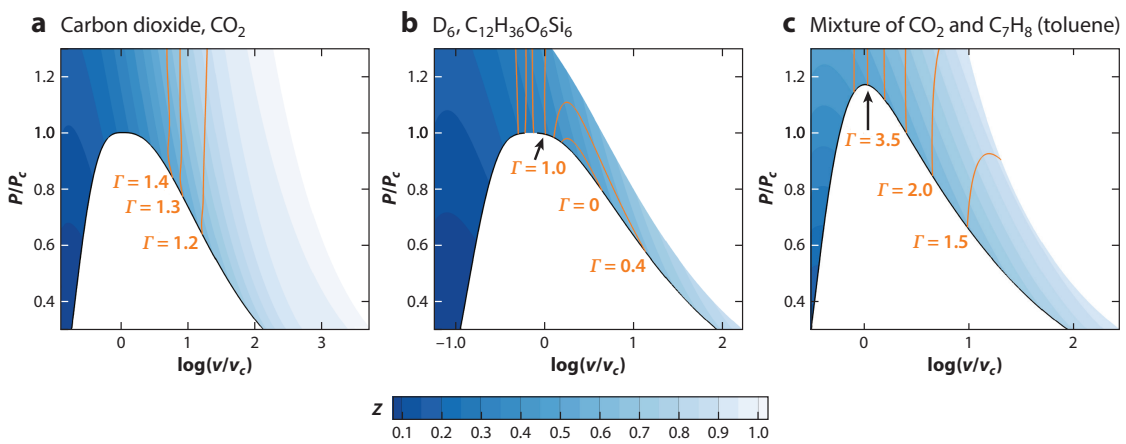 a Carbon dioxide, CO₂
b D₆, C₁₂H₃₆O₆Si₆
c Mixture of CO₂ and C₇H₈ (toluene)
P/Pc
1.2
1.0
0.8
0.6
0.4
Γ = 1.4
Γ = 1.3
Γ = 1.2
0
1
2
3
log(v/vc)
P/Pc
1.2
1.0
0.8
0.6
0.4
Γ = 1.0
Γ = 0
Γ = 0.4
–1.0
0
1
2
log(v/vc)
P/Pc
1.2
1.0
0.8
0.6
0.4
Γ = 3.5
Γ = 2.0
Γ = 1.5
0
1
2
log(v/vc)
Z
0.1 0.2 0.3 0.4 0.5 0.6 0.7 0.8 0.9 1.0